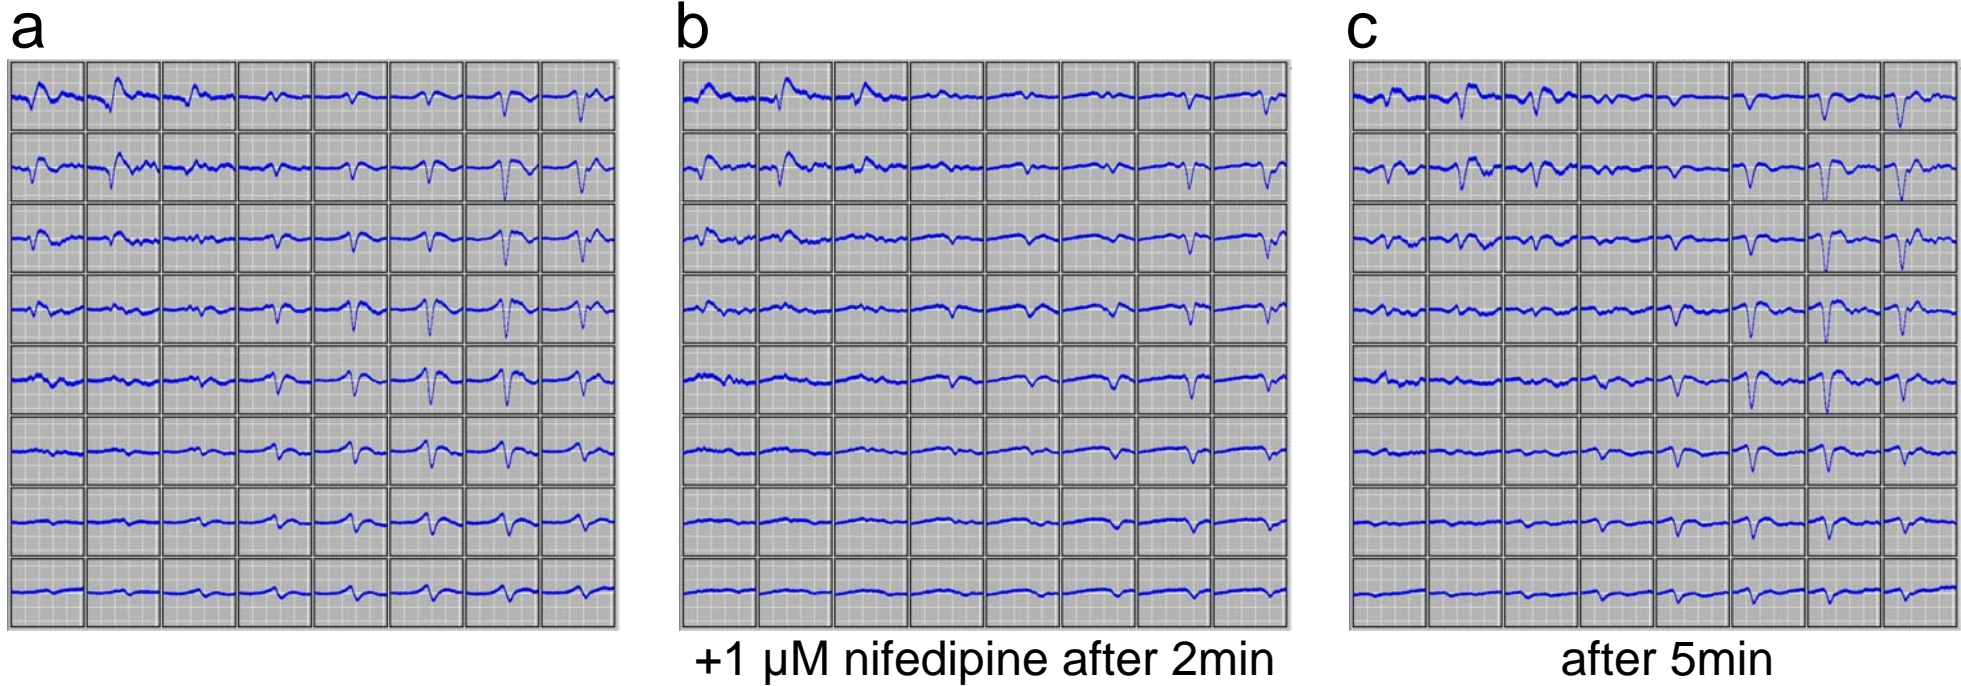 a
b
c
+1 µM nifedipine after 2min
after 5min